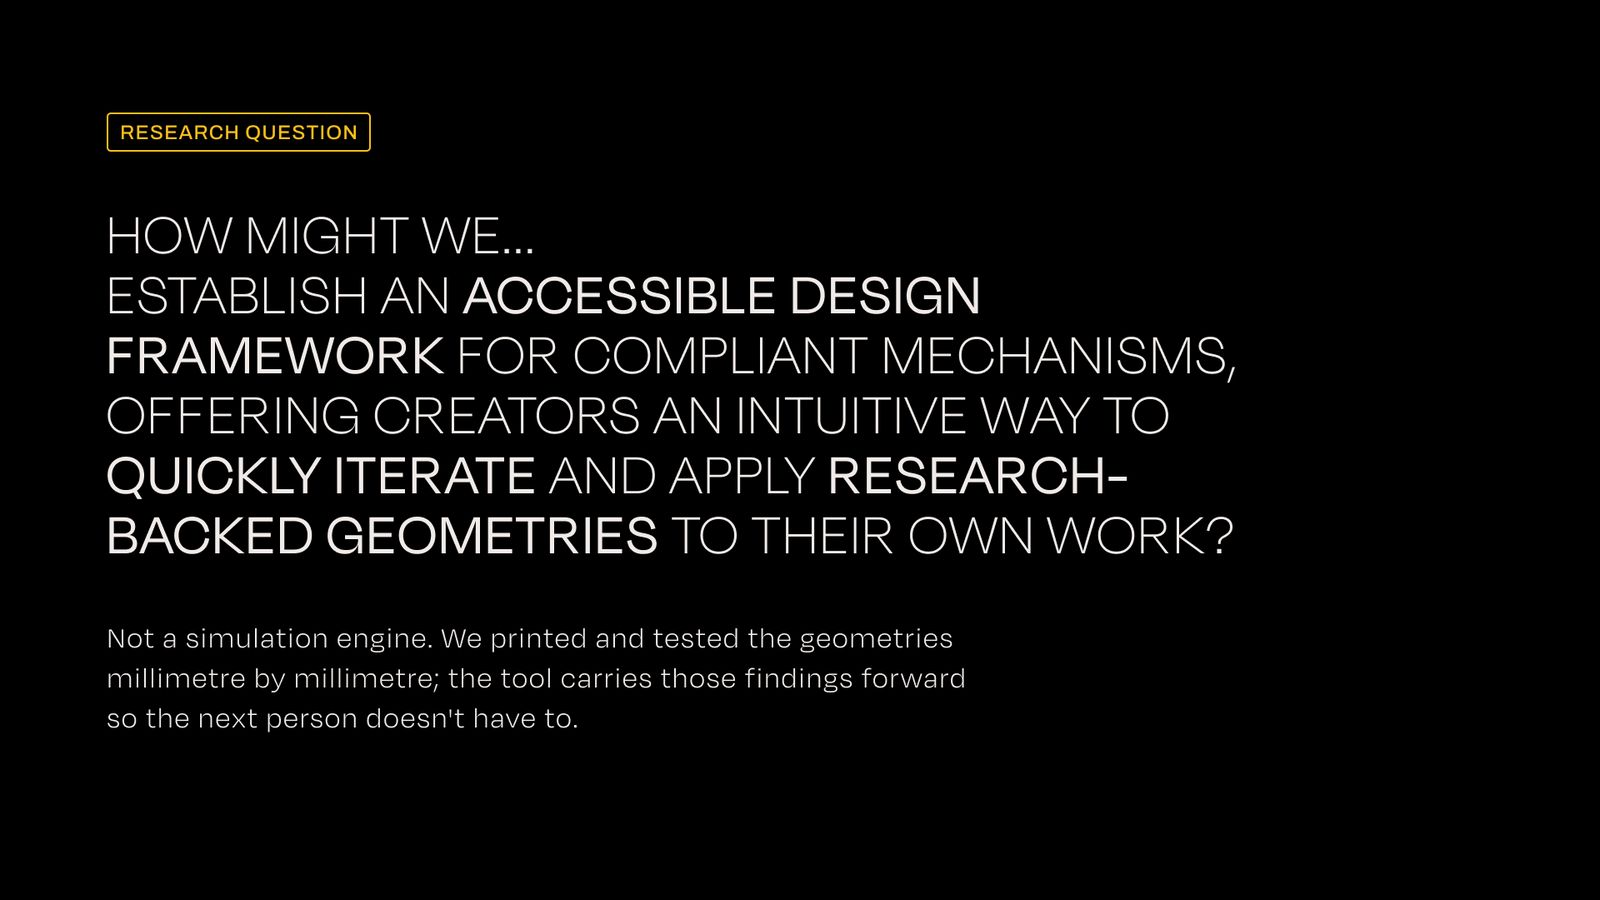 RESEARCH QUESTION
HOW MIGHT WE...
ESTABLISH AN ACCESSIBLE DESIGN
FRAMEWORK FOR COMPLIANT MECHANISMS,
OFFERING CREATORS AN INTUITIVE WAY TO
QUICKLY ITERATE AND APPLY RESEARCH-
BACKED GEOMETRIES TO THEIR OWN WORK?
Not a simulation engine. We printed and tested the geometries
millimetre by millimetre; the tool carries those findings forward
so the next person doesn't have to.